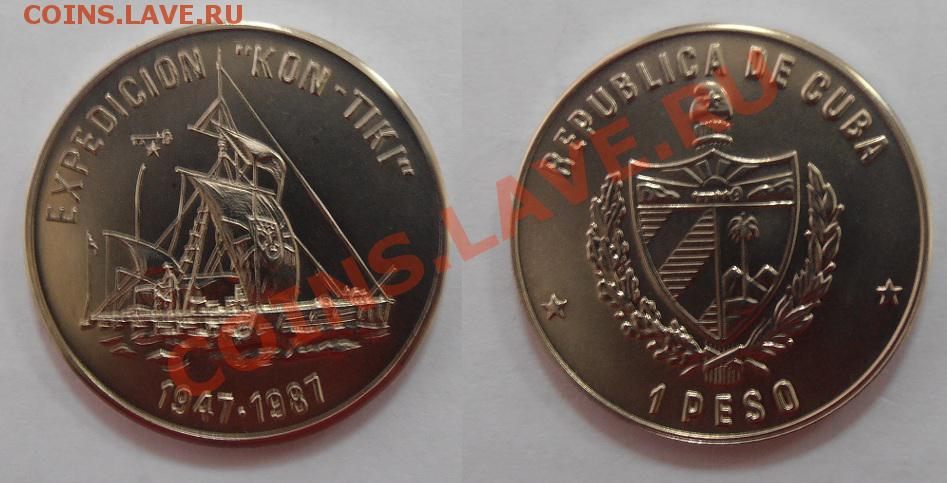 COINS.LAVE.RU
EXPEDICION "KON-TIKI"
1947·1987
REPUBLICA DE CUBA
1 PESO
COINS.LAVE.RU